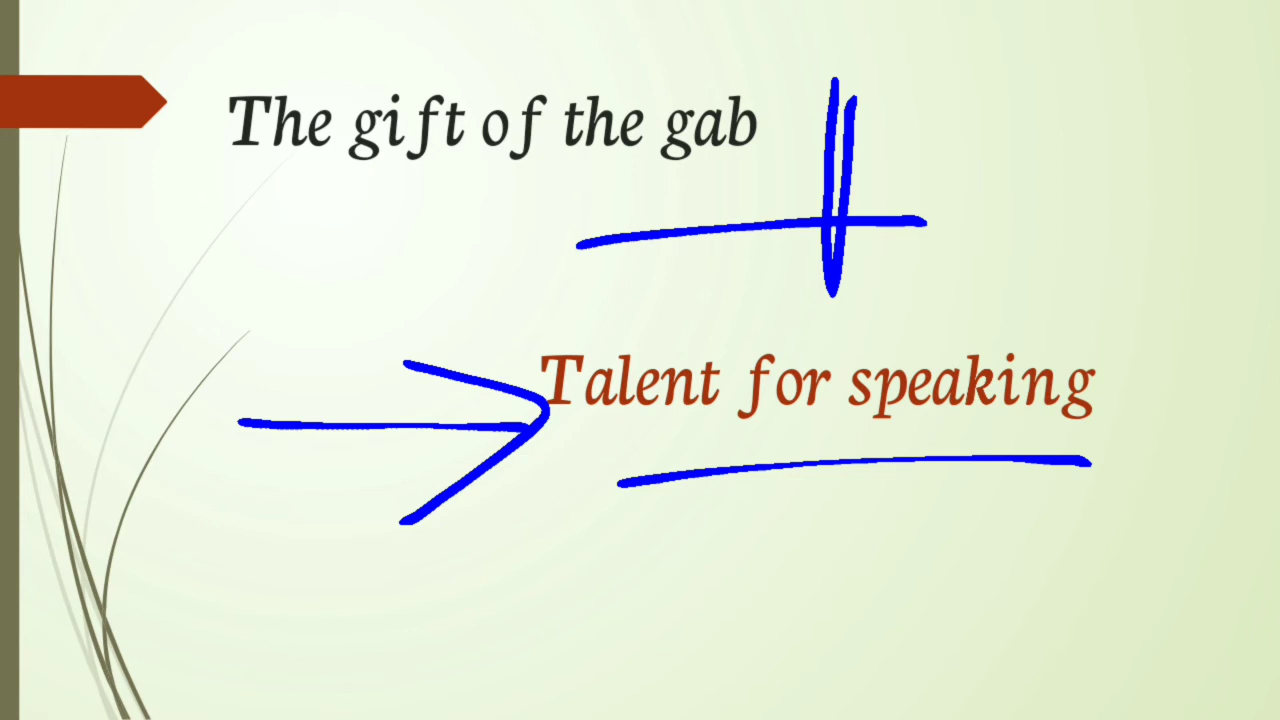 The gift of the gab
Talent for speaking